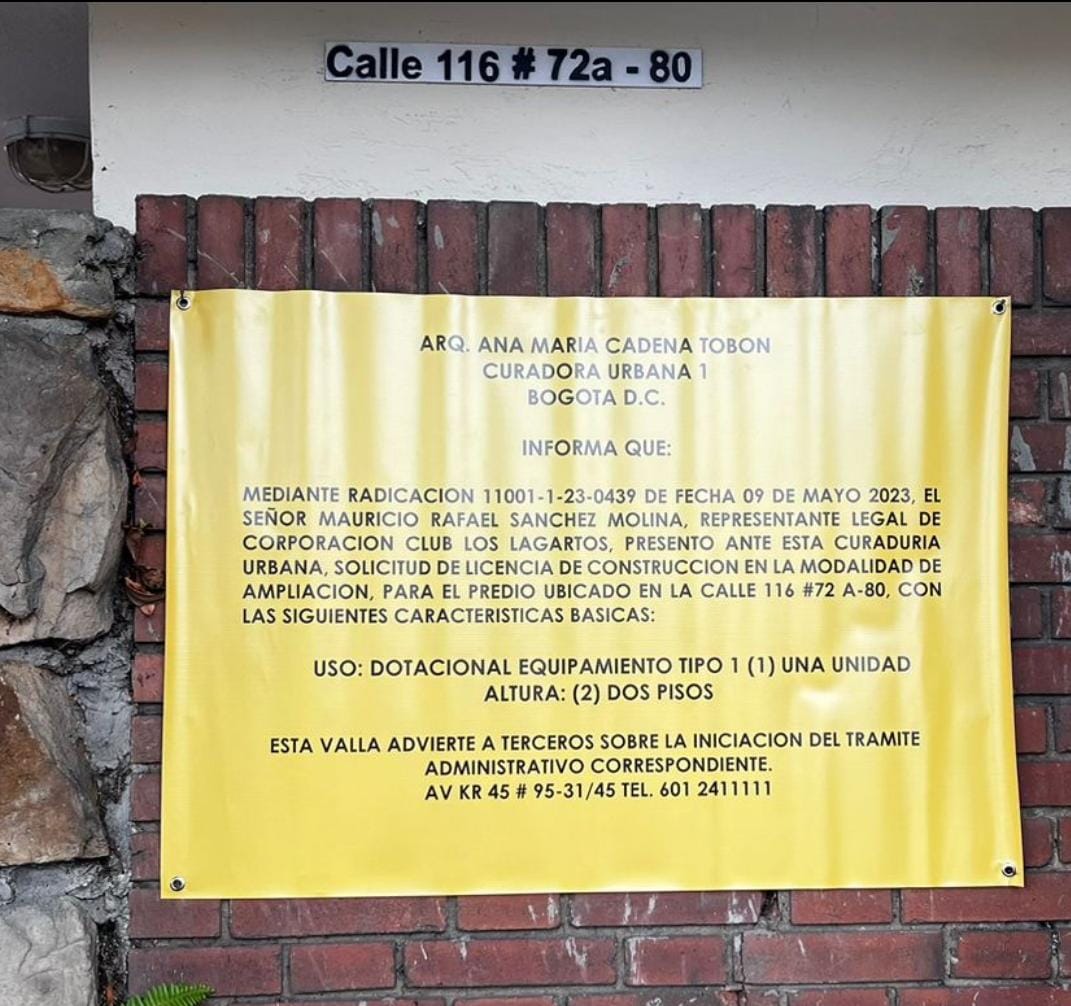 Calle 116 # 72a - 80
ARQ. ANA MARIA CADENA TOBON
CURADORA URBANA 1
BOGOTA D.C.
INFORMA QUE:
MEDIANTE RADICACION 11001-1-23-0439 DE FECHA 09 DE MAYO 2023, EL
SEÑOR MAURICIO RAFAEL SANCHEZ MOLINA, REPRESENTANTE LEGAL DE
CORPORACION CLUB LOS LAGARTOS, PRESENTO ANTE ESTA CURADURIA
URBANA, SOLICITUD DE LICENCIA DE CONSTRUCCION EN LA MODALIDAD DE
AMPLIACION, PARA EL PREDIO UBICADO EN LA CALLE 116 #72 A-80, CON
LAS SIGUIENTES CARACTERISTICAS BASICAS:
USO: DOTACIONAL EQUIPAMIENTO TIPO 1 (1) UNA UNIDAD
ALTURA: (2) DOS PISOS
ESTA VALLA ADVIERTE A TERCEROS SOBRE LA INICIACION DEL TRAMITE
ADMINISTRATIVO CORRESPONDIENTE.
AV KR 45 # 95-31/45 TEL. 601 2411111